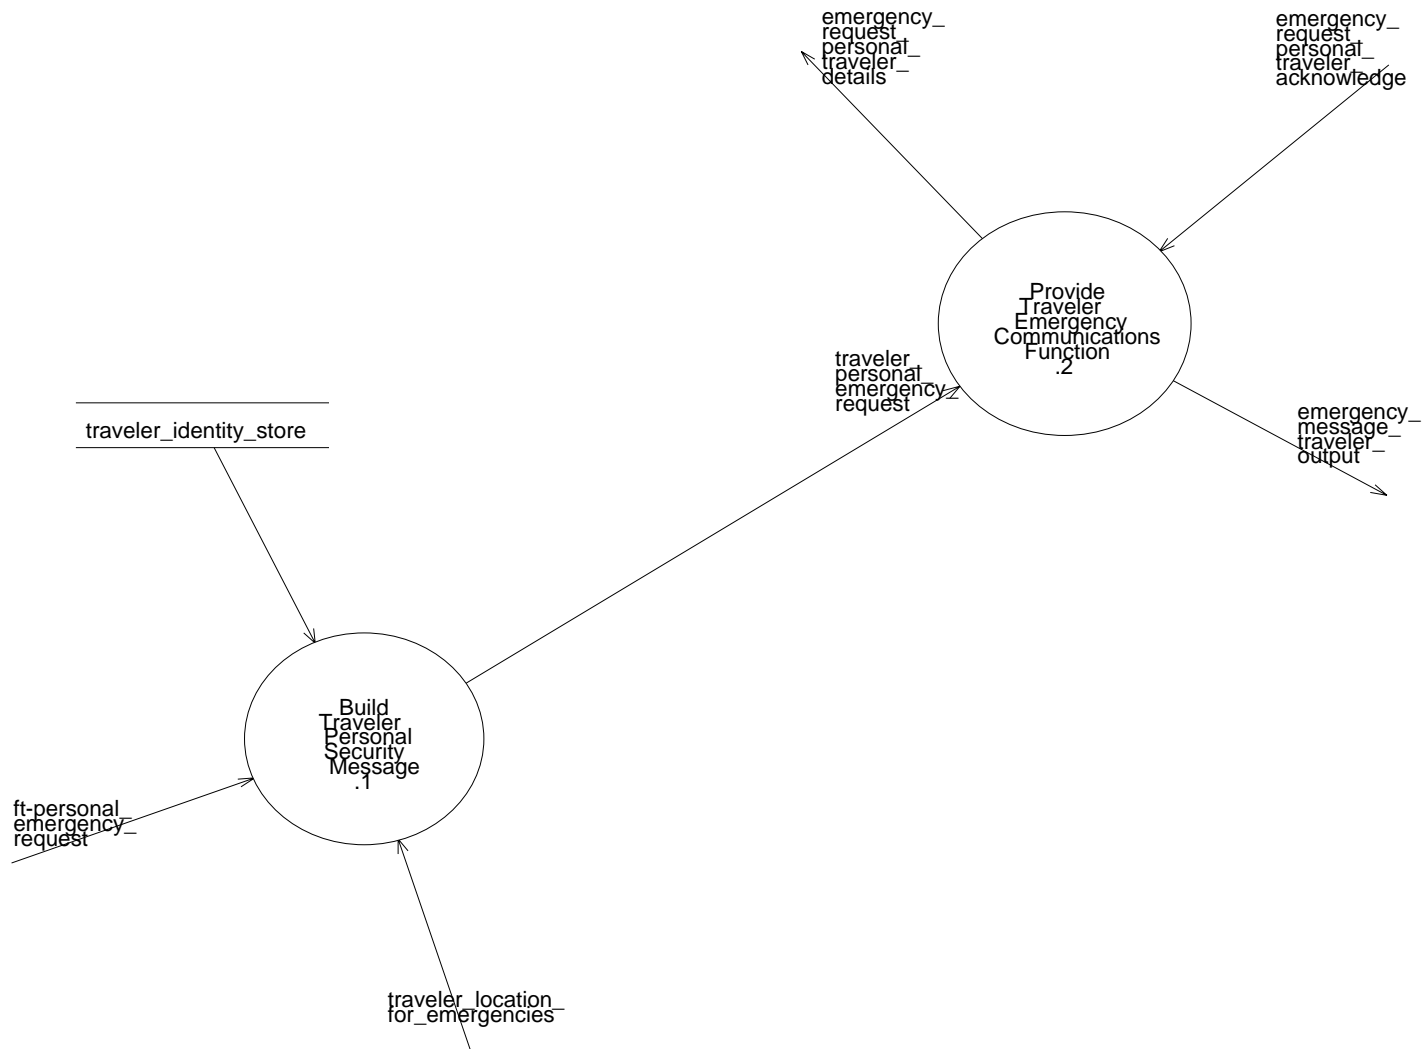 emergency_
request_
personal_
traveler_
details
emergency_
request_
personal_
traveler_
acknowledge
Provide
Traveler
Emergency
Communications
Function
.2
traveler_
personal_
emergency_
request
emergency_
message_
traveler_
output
traveler_identity_store
Build
Traveler
Personal
Security
Message
.1
ft-personal_
emergency_
request
traveler_location_
for_emergencies